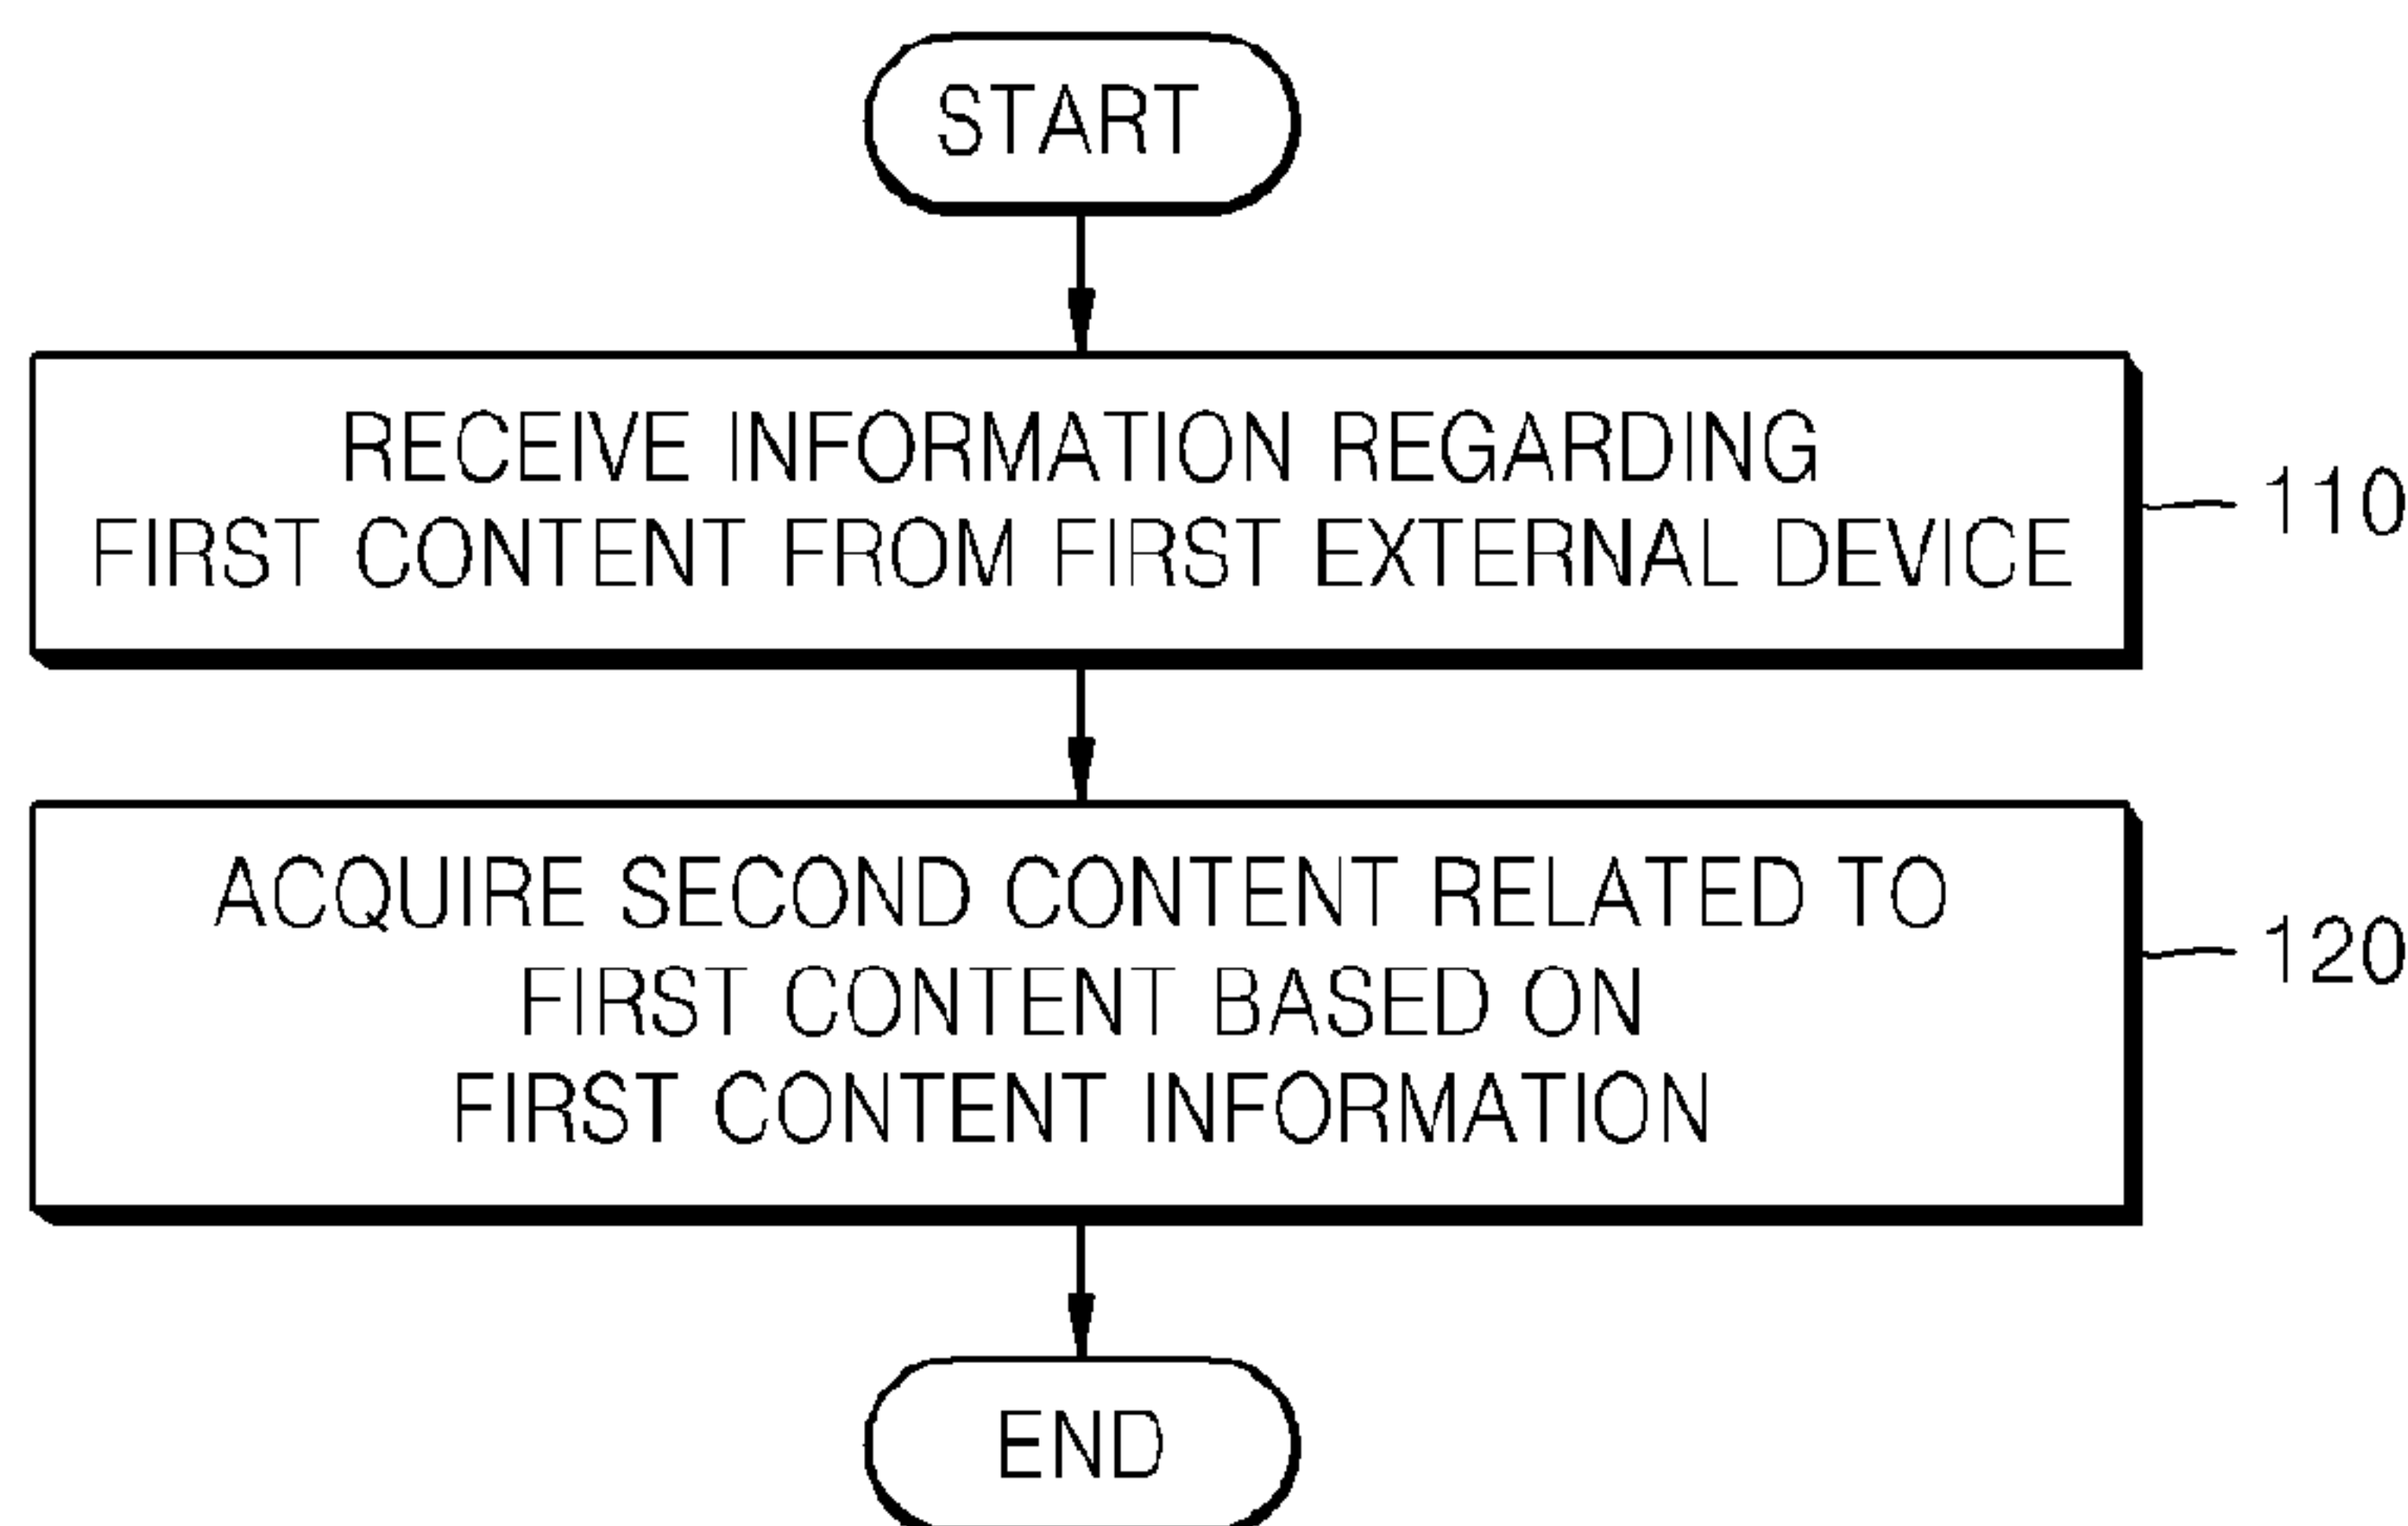 START
RECEIVE INFORMATION REGARDING
FIRST CONTENT FROM FIRST EXTERNAL DEVICE
110
ACQUIRE SECOND CONTENT RELATED TO
FIRST CONTENT BASED ON
FIRST CONTENT INFORMATION
120
END